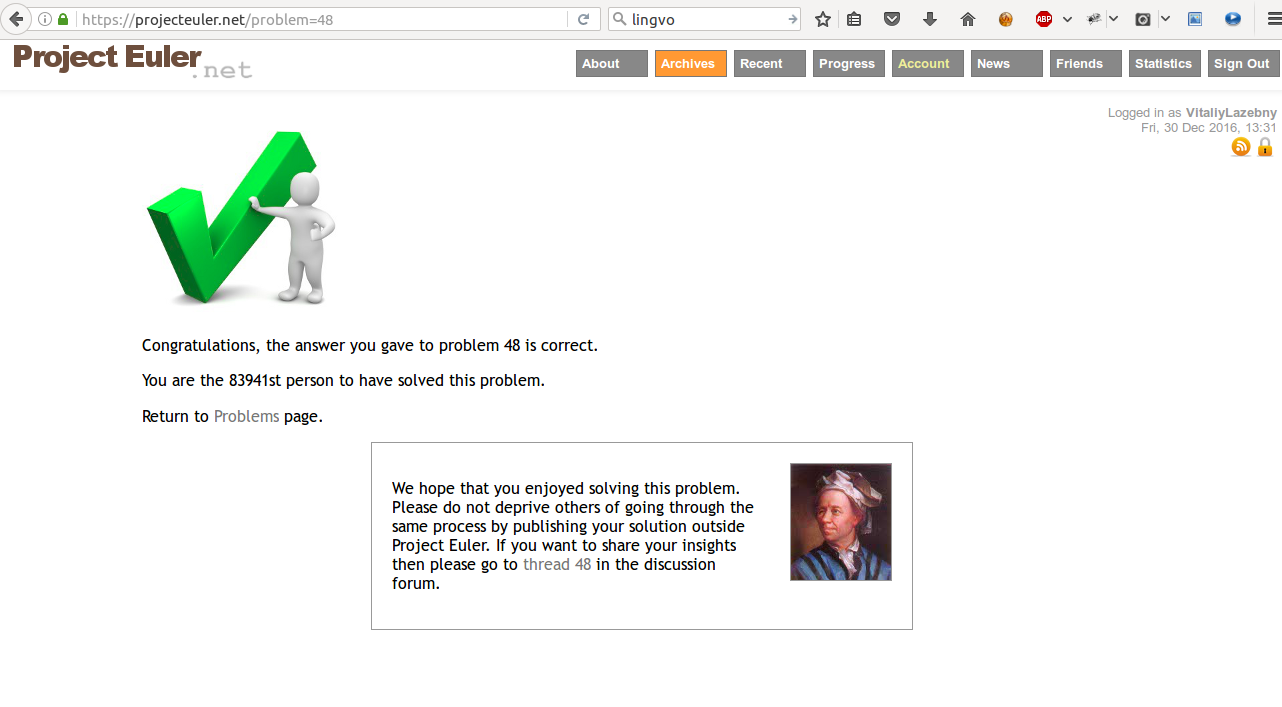 https://projecteuler.net/problem=48
lingvo
ABP
Project Euler
.net
About Archives Recent Progress Account News Friends Statistics Sign Out
Logged in as VitaliyLazebny
Fri, 30 Dec 2016, 13:31
Congratulations, the answer you gave to problem 48 is correct.
You are the 83941st person to have solved this problem.
Return to Problems page.
We hope that you enjoyed solving this problem.
Please do not deprive others of going through the
same process by publishing your solution outside
Project Euler. If you want to share your insights
then please go to thread 48 in the discussion
forum.